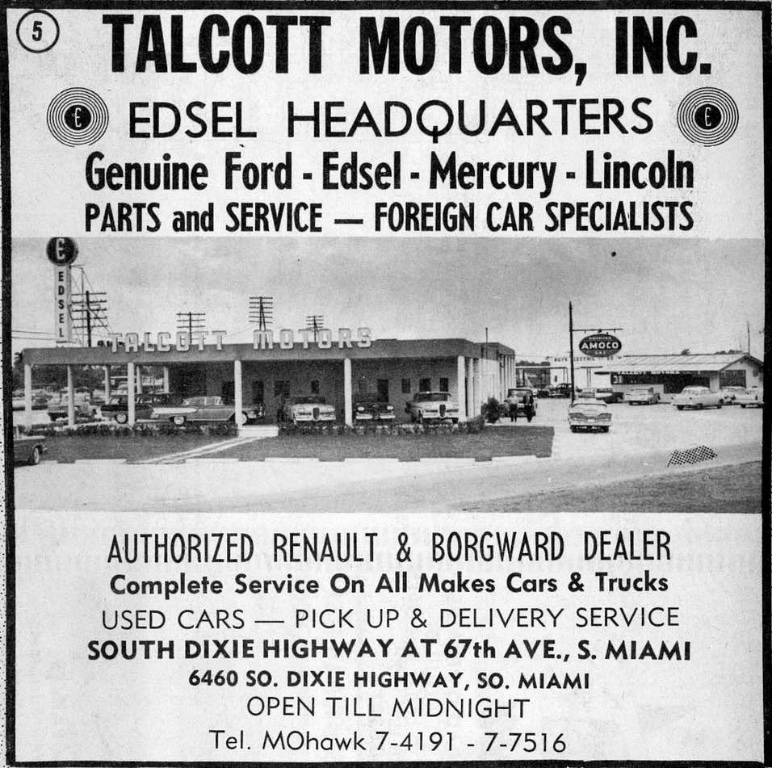 5
TALCOTT MOTORS, INC.
EDSEL HEADQUARTERS
E
E
Genuine Ford - Edsel - Mercury - Lincoln
PARTS and SERVICE — FOREIGN CAR SPECIALISTS
E
EDSEL
TALCOTT MOTORS
AMERICAN
AMOCO
GAS
AUTHORIZED RENAULT & BORGWARD DEALER
Complete Service On All Makes Cars & Trucks
USED CARS — PICK UP & DELIVERY SERVICE
SOUTH DIXIE HIGHWAY AT 67th AVE., S. MIAMI
6460 SO. DIXIE HIGHWAY, SO. MIAMI
OPEN TILL MIDNIGHT
Tel. MOhawk 7-4191 - 7-7516